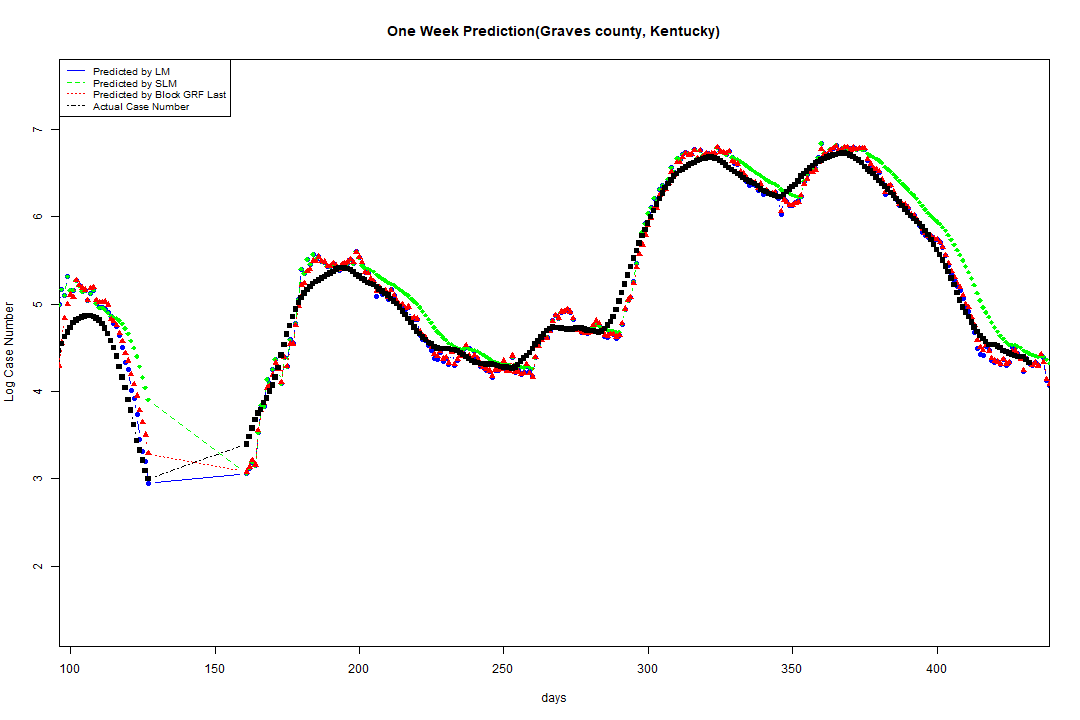 One Week Prediction(Graves county, Kentucky)
Predicted by LM
Predicted by SLM
Predicted by Block GRF Last
Actual Case Number
7
6
5
4
3
2
Log Case Number
100 150 200 250 300 350 400
days